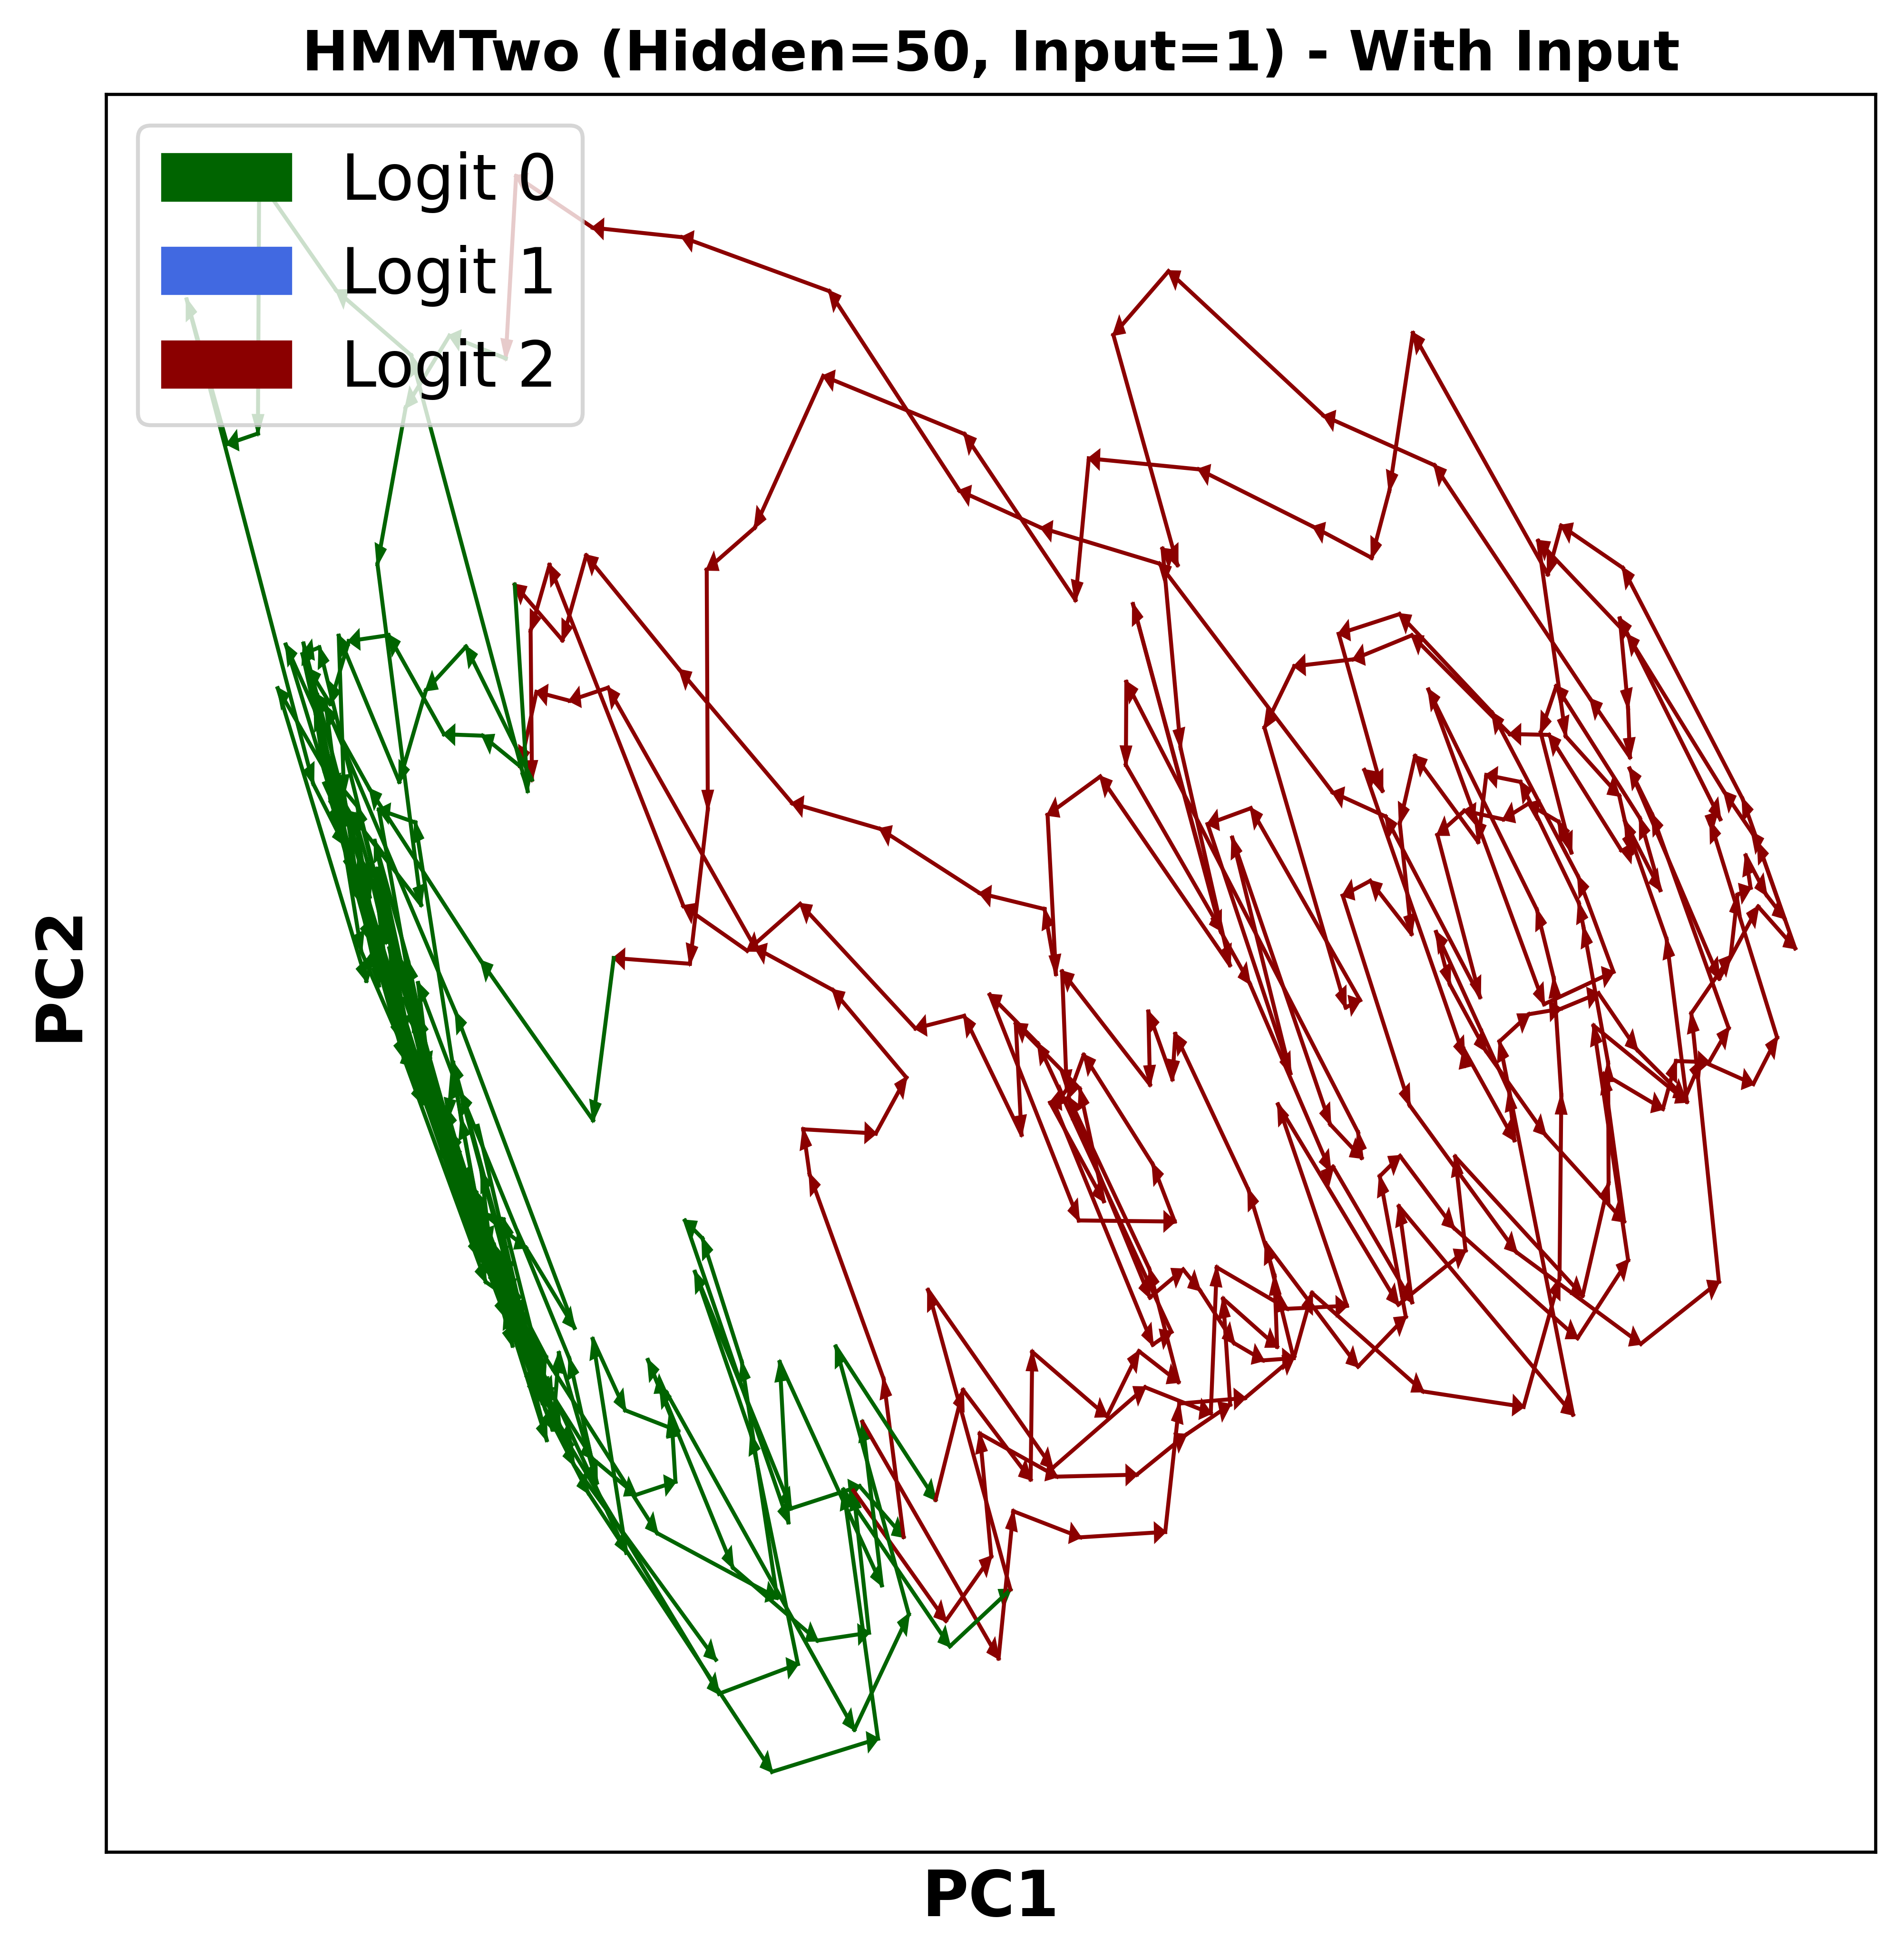 HMMTwo (Hidden=50, Input=1) - With Input
Logit 0
Logit 1
Logit 2
PC2
PC1